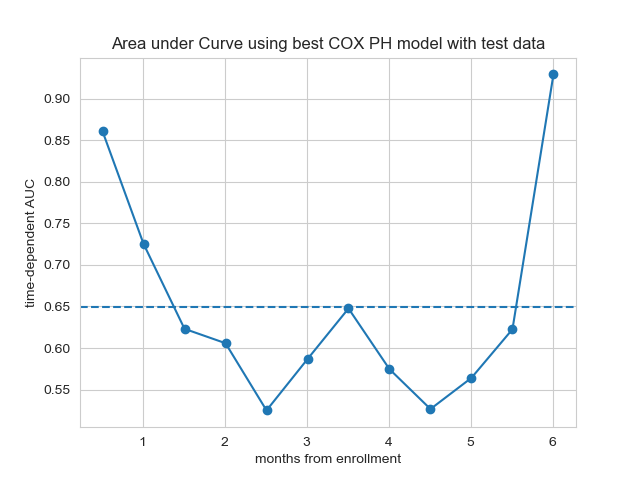 Area under Curve using best COX PH model with test data
time-dependent AUC
0.90
0.85
0.80
0.75
0.70
0.65
0.60
0.55
1 2 3 4 5 6
months from enrollment